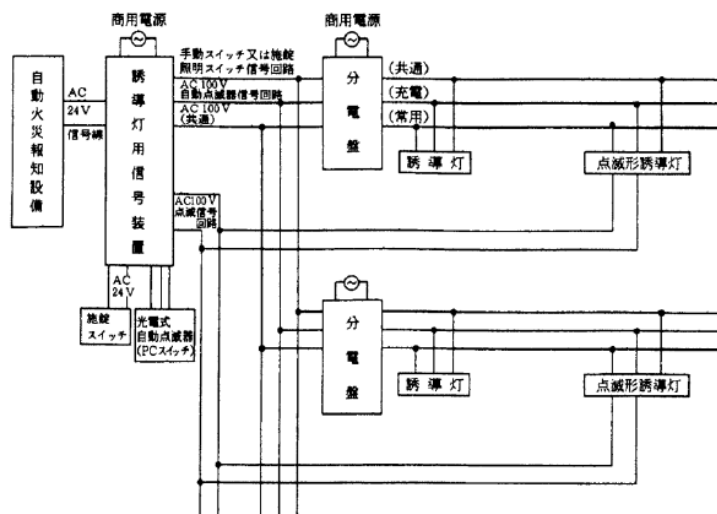 商用電源
商用電源
手動スイッチ又は施錠
照明スイッチ信号回路
AC 100V
自動点滅器信号回路
AC 100V
(共通)
自動火災報知設備
AC
24V
信号線
誘導灯用信号装置
分電盤
(共通)
(充電)
(常用)
誘導灯
点滅形誘導灯
AC100V
点滅信号
回路
AC
24V
施錠
スイッチ
光電式
自動点滅器
(PCスイッチ)
分電盤
誘導灯
点滅形誘導灯